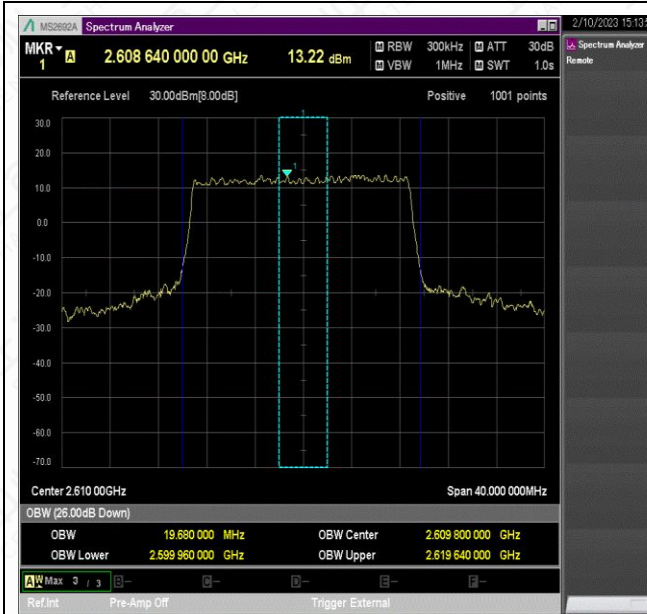 MS2692A Spectrum Analyzer
2/10/2023 15:13:
MKR 1 A 2.608 640 000 00 GHz 13.22 dBm M RBW 300kHz M ATT 30dB
M VBW 1MHz M SWT 1.0s
Spectrum Analyzer
Remote
Reference Level 30.00dBm[8.00dB] Positive 1001 points
30.0
20.0
1
10.0
0.0
-10.0
-20.0
-30.0
-40.0
-50.0
-60.0
-70.0
Center 2.610 00GHz Span 40.000 000MHz
OBW (26.00dB Down)
OBW 19.680 000 MHz OBW Center 2.609 800 000 GHz
OBW Lower 2.599 960 000 GHz OBW Upper 2.619 640 000 GHz
A W Max 3 / 3 B- C- D- E- F-
Ref.Int Pre-Amp Off Trigger External